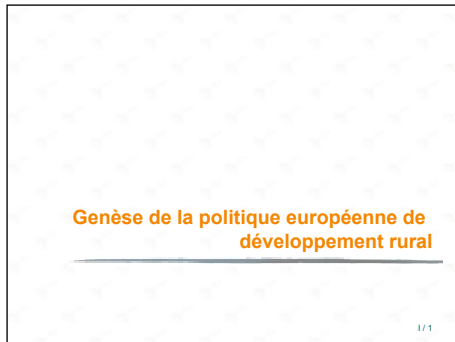 Genèse de la politique européenne de
développement rural
I / 1